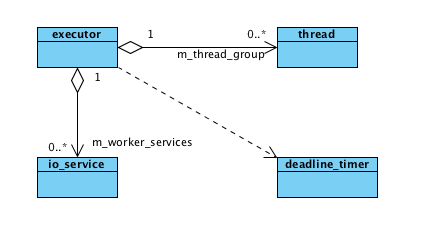 executor
1
0..*
thread
m_thread_group
1
m_worker_services
0..*
io_service
deadline_timer